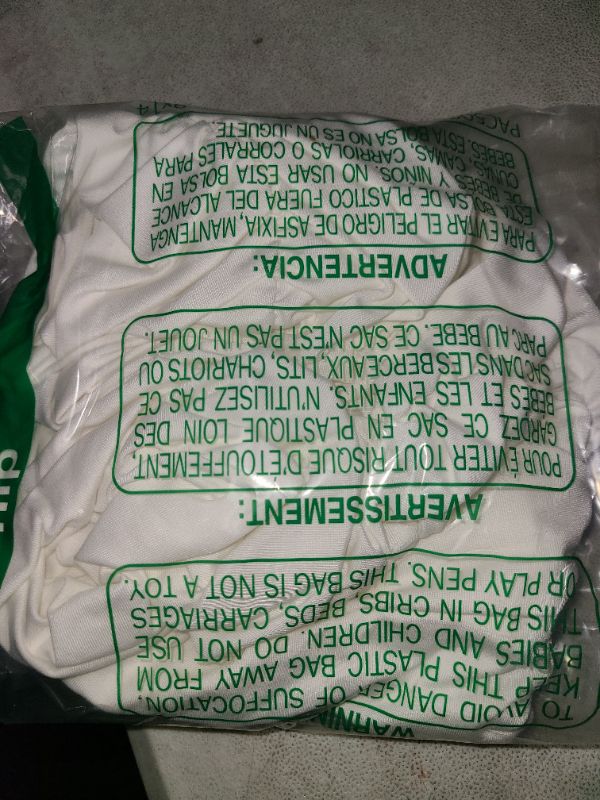 WARNING
TO AVOID DANGER OF SUFFOCATION.
KEEP THIS PLASTIC BAG AWAY FROM
BABIES AND CHILDREN. DO NOT USE
THIS BAG IN CRIBS, BEDS, CARRIAGES
OR PLAY PENS. THIS BAG IS NOT A TOY.
AVERTISSEMENT:
POUR ÉVITER TOUT RISQUE D'ETOUFFEMENT,
GARDEZ CE SAC EN PLASTIQUE LOIN DES
BEBES ET LES ENFANTS. N'UTILISEZ PAS CE
SAC DANS LES BERCEAUX, LITS, CHARIOTS OU
PARC AU BEBE. CE SAC N'EST PAS UN JOUET.
ADVERTENCIA:
PARA EVITAR EL PELIGRO DE ASFIXIA, MANTENGA
ESTA BOLSA DE PLASTICO FUERA DEL ALCANCE
DE BEBES Y NINOS. NO USAR ESTA BOLSA EN
CUNAS, CAMAS, CARRIOLAS O CORRALES PARA
BEBES. ESTA BOLSA NO ES UN JUGUETE.